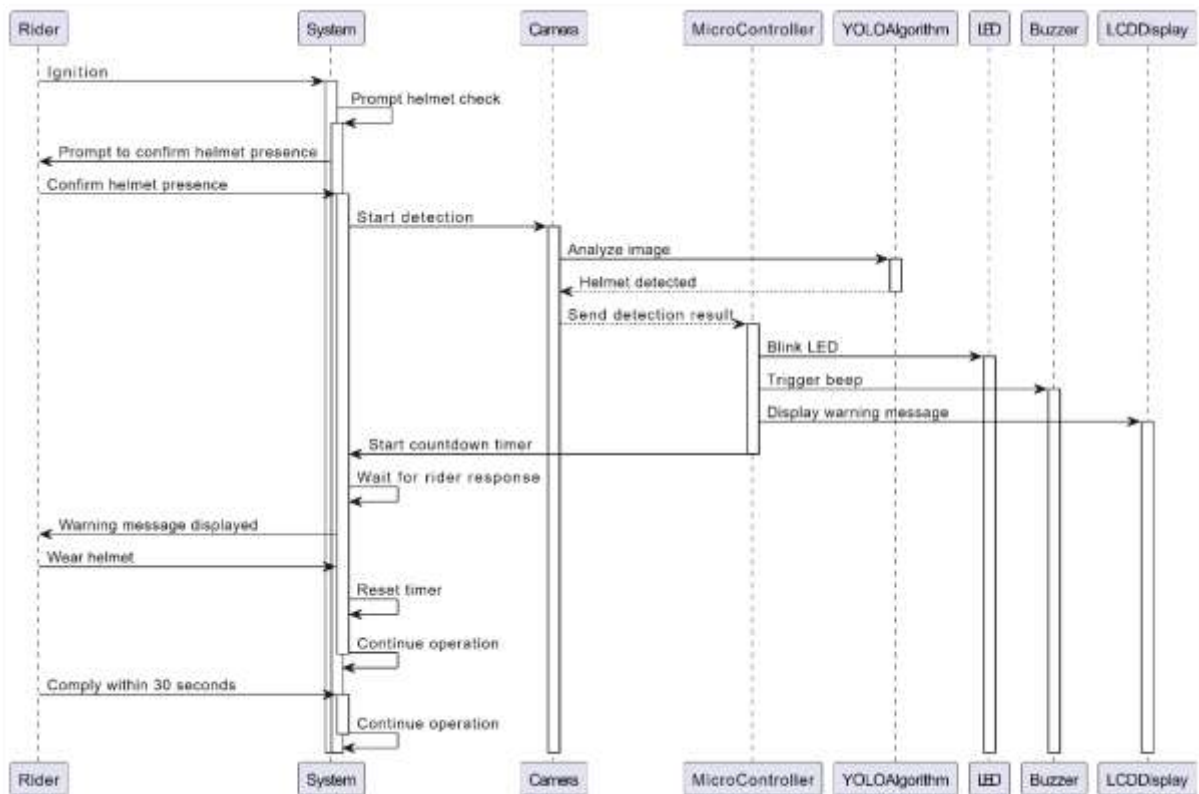 Rider System Camera MicroController YOLOAlgorithm LED Buzzer LCDDisplay
Ignition
Prompt helmet check
Prompt to confirm helmet presence
Confirm helmet presence
Start detection
Analyze image
Helmet detected
Send detection result
Blink LED
Trigger beep
Display warning message
Start countdown timer
Wait for rider response
Warning message displayed
Wear helmet
Reset timer
Continue operation
Comply within 30 seconds
Continue operation
Rider System Camera MicroController YOLOAlgorithm LED Buzzer LCDDisplay